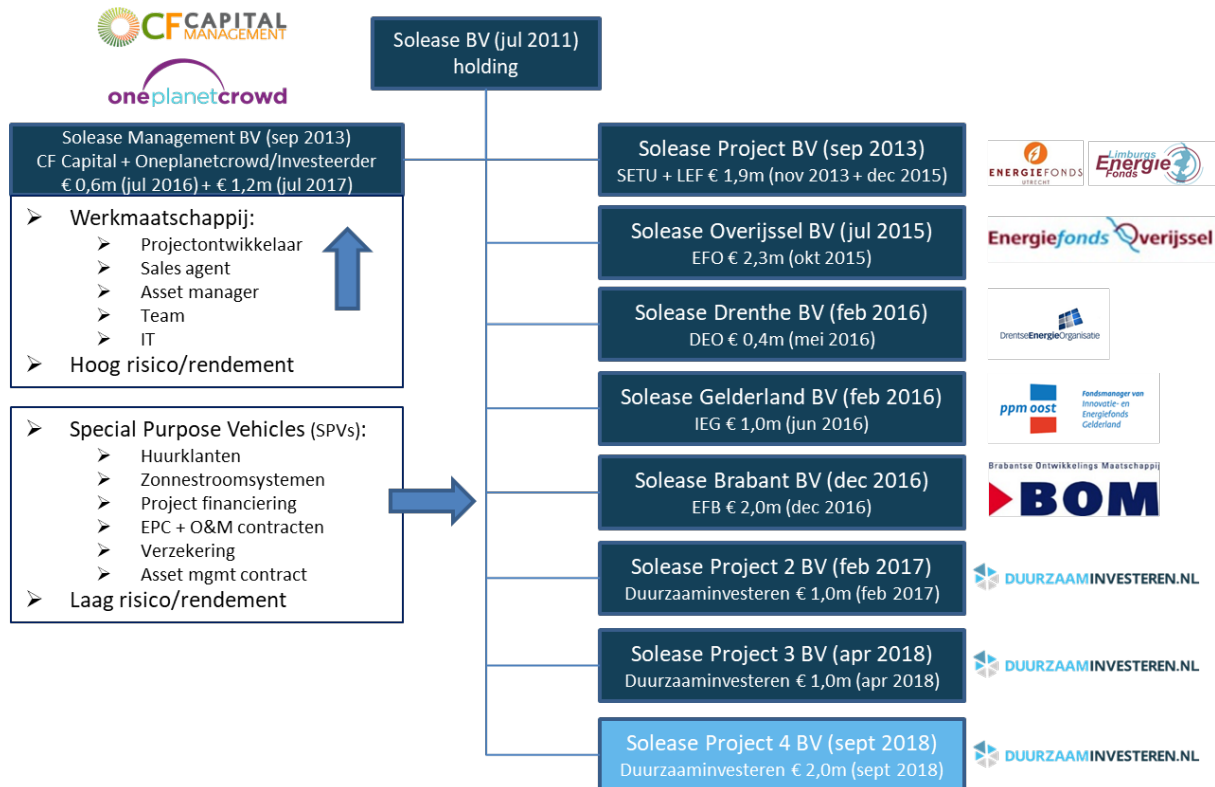 CF CAPITAL
MANAGEMENT
oneplanetcrowd
Solease BV (jul 2011)
holding
Solease Management BV (sep 2013)
CF Capital + Oneplanetcrowd/Investeerder
€ 0,6m (jul 2016) + € 1,2m (jul 2017)
➢ Werkmaatschappij:
➢ Projectontwikkelaar
➢ Sales agent
➢ Asset manager
➢ Team
➢ IT
➢ Hoog risico/rendement
➢ Special Purpose Vehicles (SPVs):
➢ Huurklanten
➢ Zonnestroomsystemen
➢ Project financiering
➢ EPC + O&M contracten
➢ Verzekering
➢ Asset mgmt contract
➢ Laag risico/rendement
Solease Project BV (sep 2013)
SETU + LEF € 1,9m (nov 2013 + dec 2015)
ENERGIEFONDS
UTRECHT
Limburgs
Energie
Fonds
Solease Overijssel BV (jul 2015)
EFO € 2,3m (okt 2015)
Energiefonds Overijssel
Solease Drenthe BV (feb 2016)
DEO € 0,4m (mei 2016)
DrentseEnergieOrganisatie
Solease Gelderland BV (feb 2016)
IEG € 1,0m (jun 2016)
ppm oost
Fondsmanager van
Innovatie- en
Energiefonds
Gelderland
Solease Brabant BV (dec 2016)
EFB € 2,0m (dec 2016)
Brabantse Ontwikkelings Maatschappij
BOM
Solease Project 2 BV (feb 2017)
Duurzaaminvesteren € 1,0m (feb 2017)
DUURZAAMINVESTEREN.NL
Solease Project 3 BV (apr 2018)
Duurzaaminvesteren € 1,0m (apr 2018)
DUURZAAMINVESTEREN.NL
Solease Project 4 BV (sept 2018)
Duurzaaminvesteren € 2,0m (sept 2018)
DUURZAAMINVESTEREN.NL